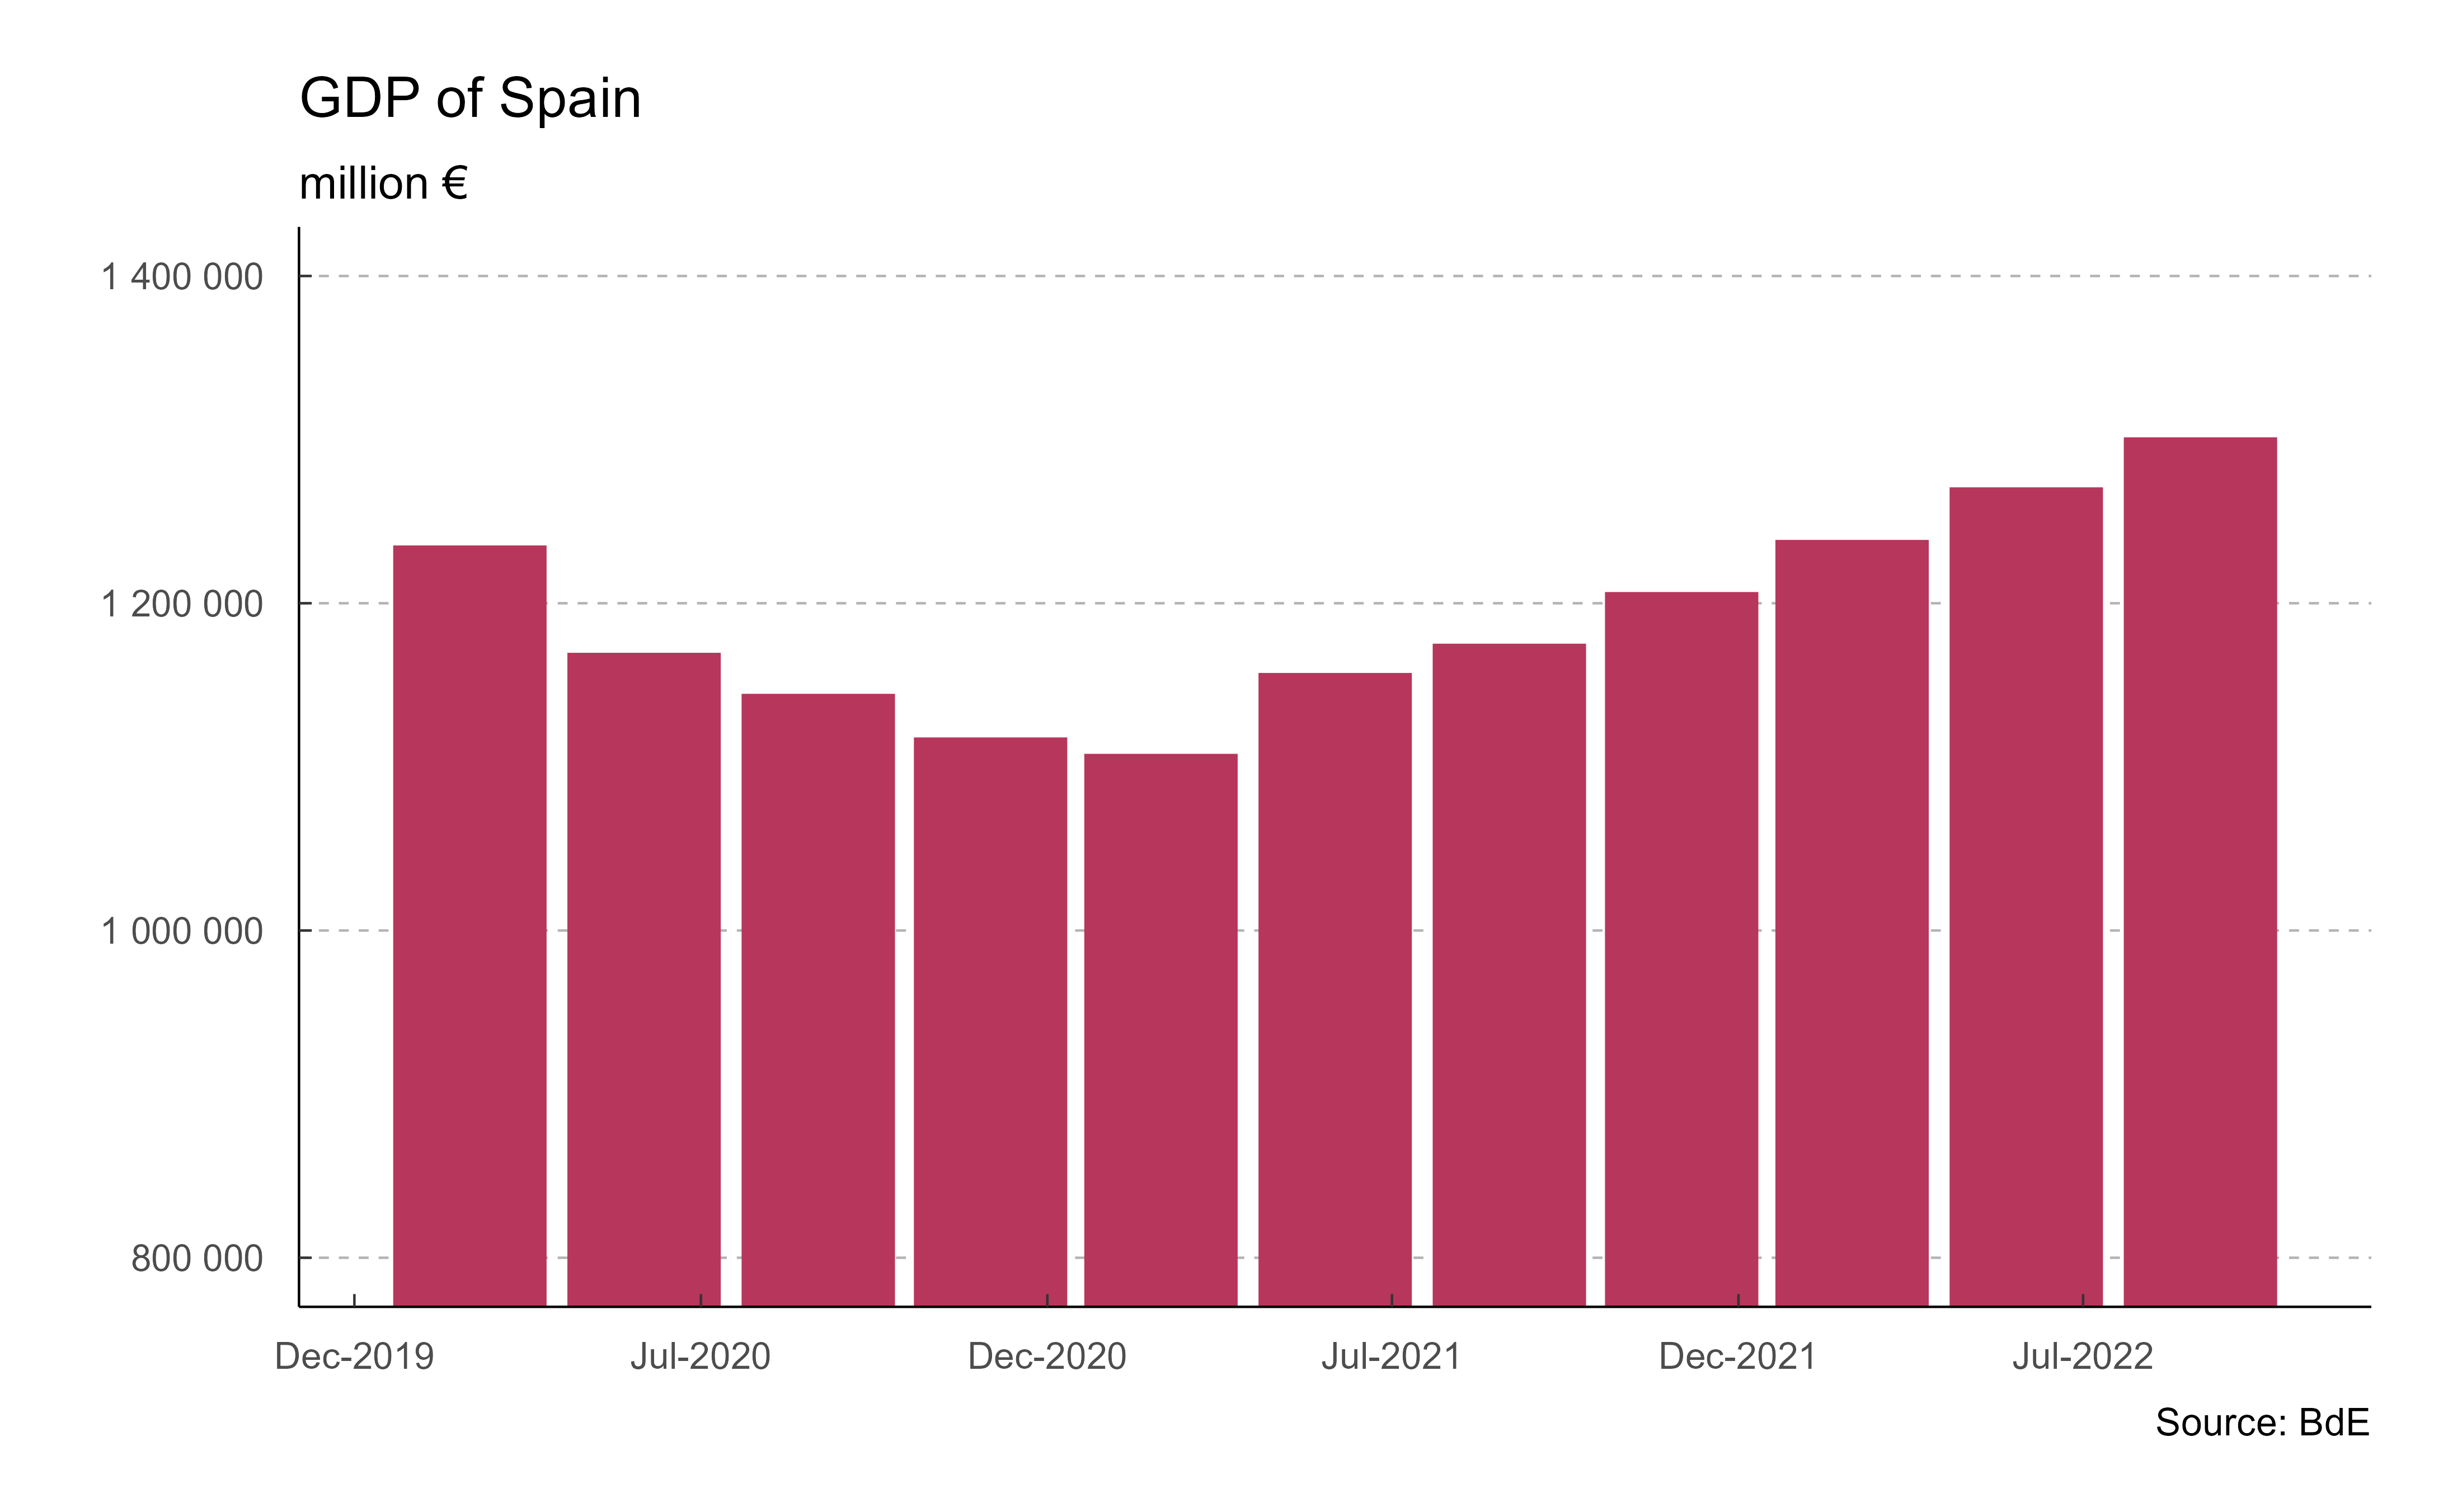 GDP of Spain
million €
1 400 000
1 200 000
1 000 000
800 000
Dec-2019 Jul-2020 Dec-2020 Jul-2021 Dec-2021 Jul-2022
Source: BdE